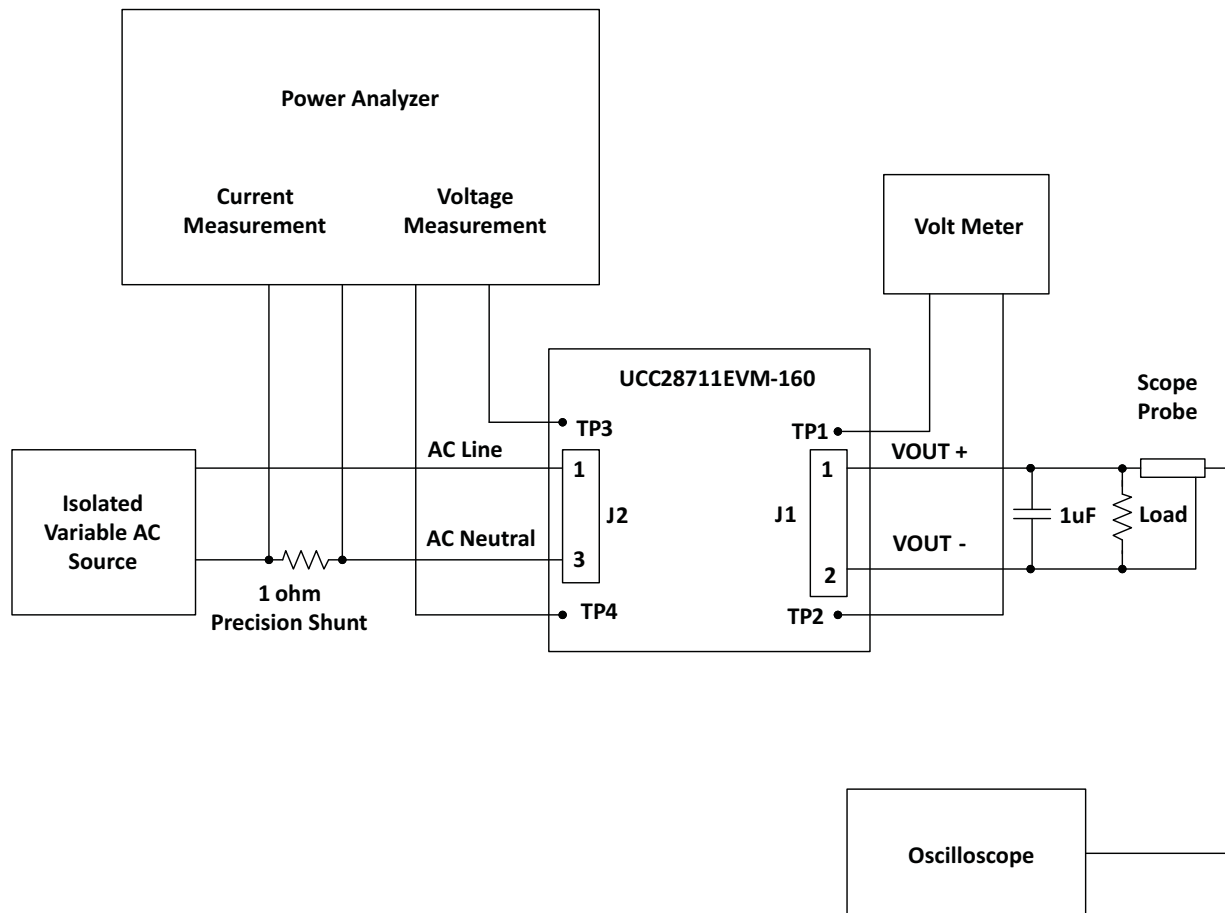 Power Analyzer
Current
Measurement
Voltage
Measurement
Volt Meter
UCC28711EVM-160
Scope
Probe
TP3
TP1
AC Line
VOUT +
1
1
Isolated
Variable AC
Source
J2
J1
1uF
Load
AC Neutral
VOUT -
3
2
1 ohm
Precision Shunt
TP4
TP2
Oscilloscope